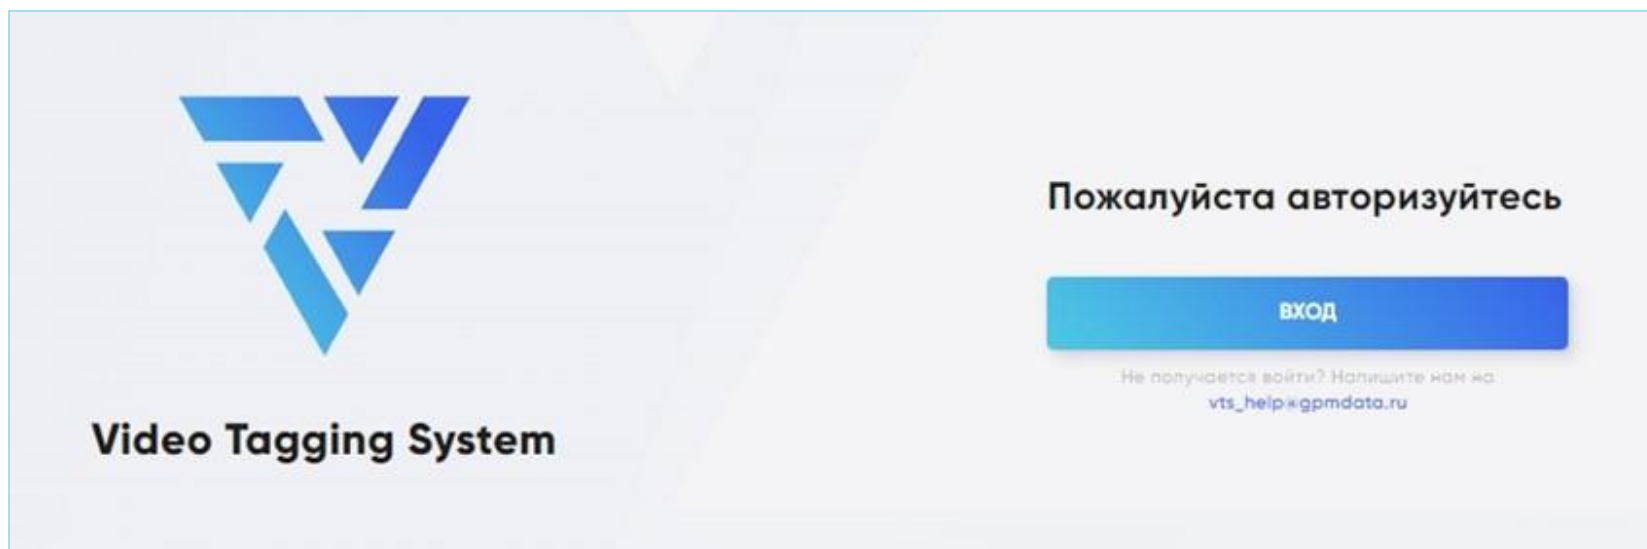 Video Tagging System
Пожалуйста авторизуйтесь
ВХОД
Не получается войти? Напишите нам на
vts_help@gpmdata.ru